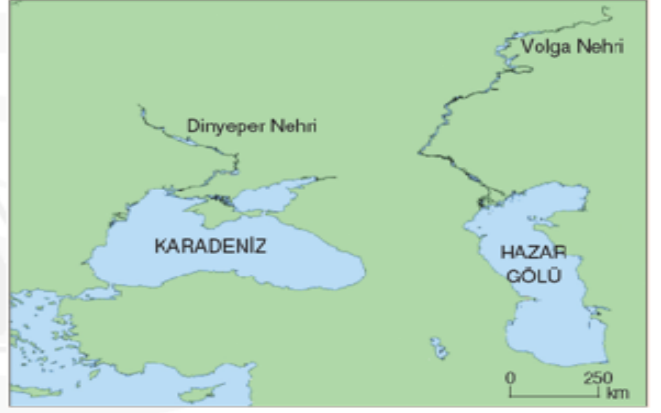 Volga Nehri
Dinyeper Nehri
KARADENİZ
HAZAR
GÖLÜ
0 250
km